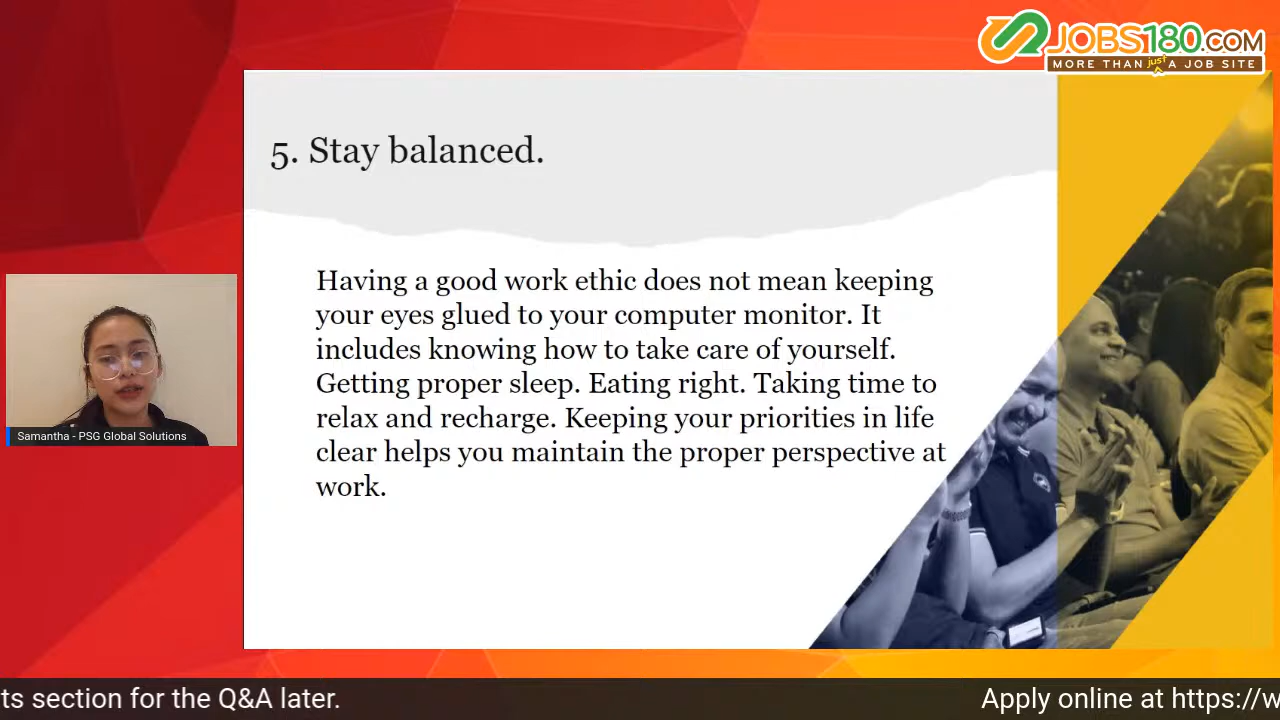 JOBS180.COM
MORE THAN just A JOB SITE
5. Stay balanced.
Having a good work ethic does not mean keeping
your eyes glued to your computer monitor. It
includes knowing how to take care of yourself.
Getting proper sleep. Eating right. Taking time to
relax and recharge. Keeping your priorities in life
clear helps you maintain the proper perspective at
work.
Samantha - PSG Global Solutions
ts section for the Q&A later.
Apply online at https://w